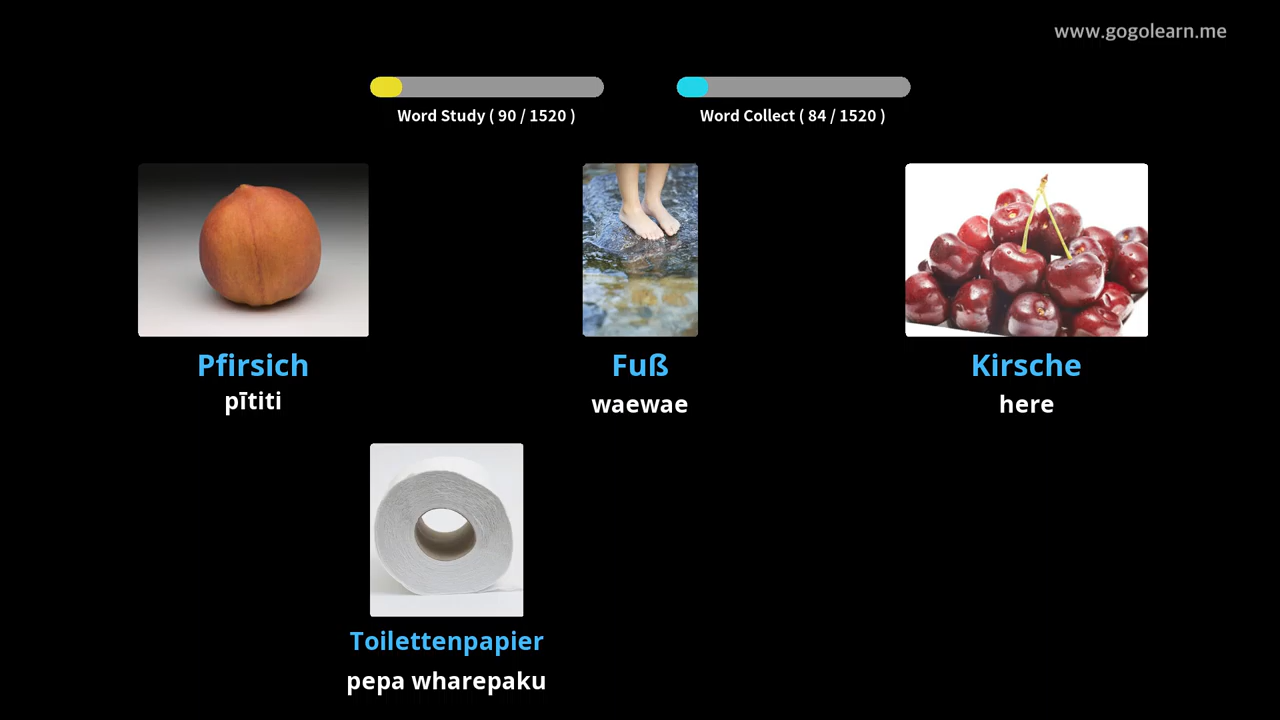 www.gogolearn.me
Word Study ( 90 / 1520 )
Word Collect ( 84 / 1520 )
Pfirsich
pītiti
Fuß
waewae
Kirsche
here
Toilettenpapier
pepa wharepaku